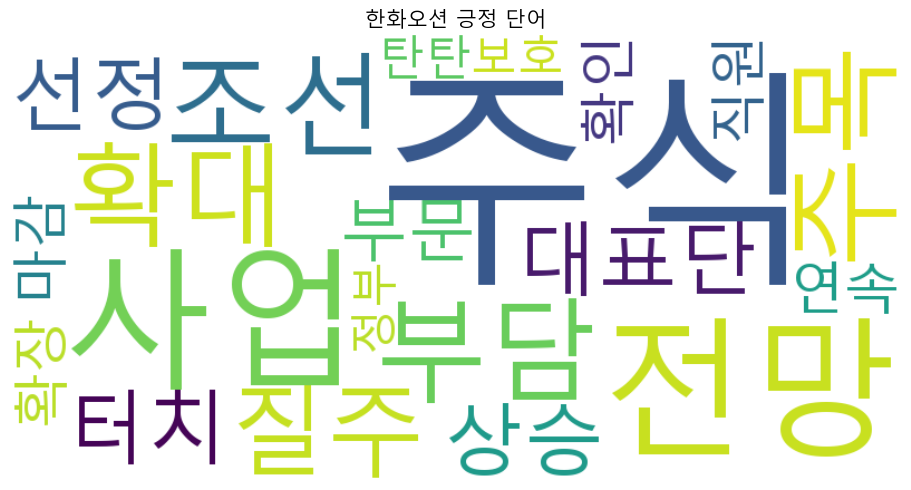 한화오션 긍정 단어
탄탄
보호
선정
조선
주식
확인
직원
주목
확대
마감
부문
대표단
사업
정부
연속
부담
전망
확장
터치
질주
상승